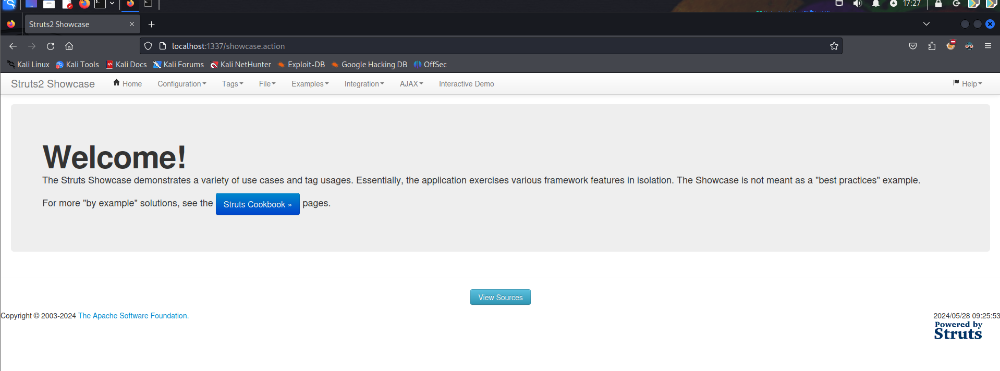 17:27
Struts2 Showcase
localhost:1337/showcase.action
Kali Linux Kali Tools Kali Docs Kali Forums Kali NetHunter Exploit-DB Google Hacking DB OffSec
Struts2 Showcase Home Configuration Tags File Examples Integration AJAX Interactive Demo Help
Welcome!
The Struts Showcase demonstrates a variety of use cases and tag usages. Essentially, the application exercises various framework features in isolation. The Showcase is not meant as a "best practices" example.
For more "by example" solutions, see the Struts Cookbook » pages.
View Sources
Copyright © 2003-2024 The Apache Software Foundation. 2024/05/28 09:25:53
Powered by
Struts